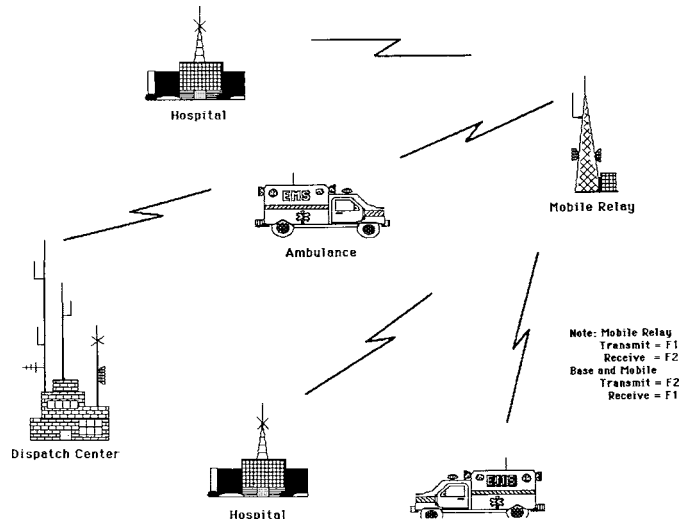 Hospital
EMS
Mobile Relay
Ambulance
Note: Mobile Relay
Transmit = F1
Receive = F2
Base and Mobile
Transmit = F2
Receive = F1
Dispatch Center
Hospital
EMS